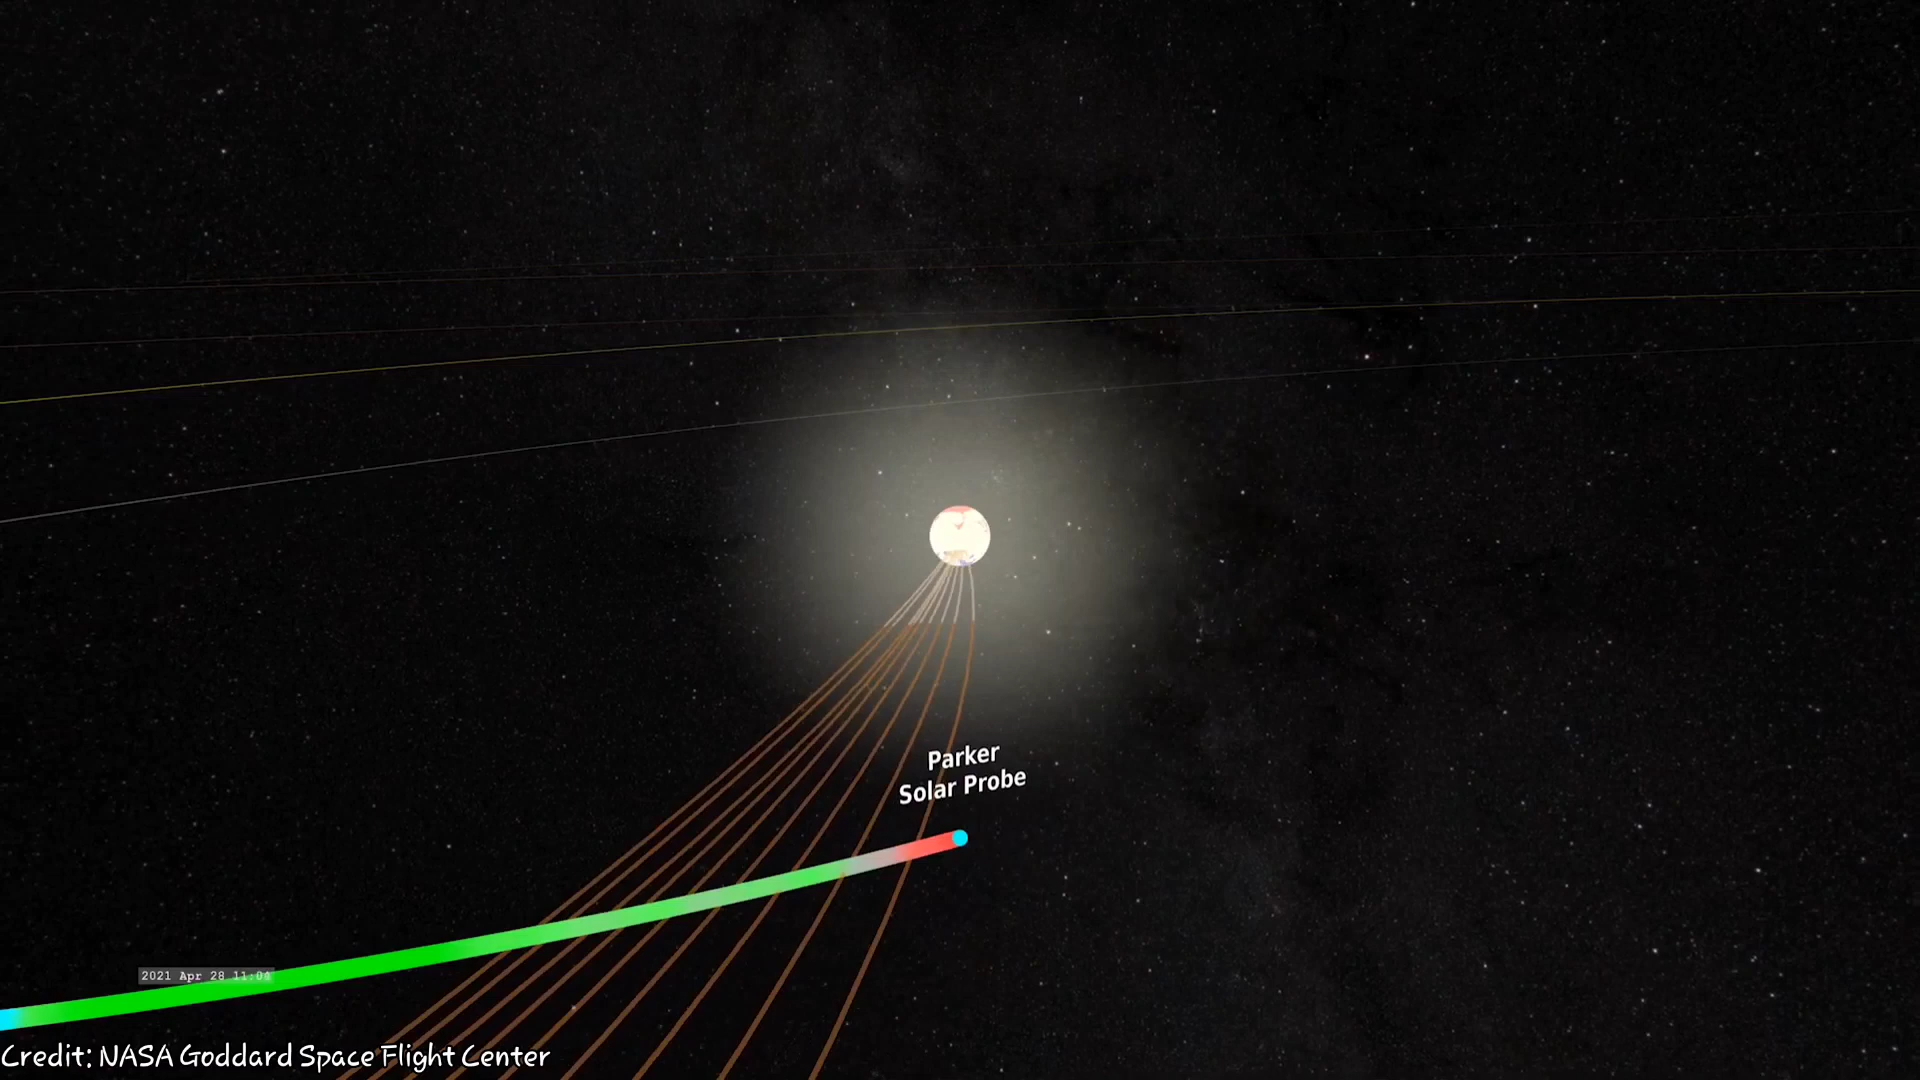 Parker
Solar Probe
2021 Apr 28 11:04
Credit: NASA Goddard Space Flight Center